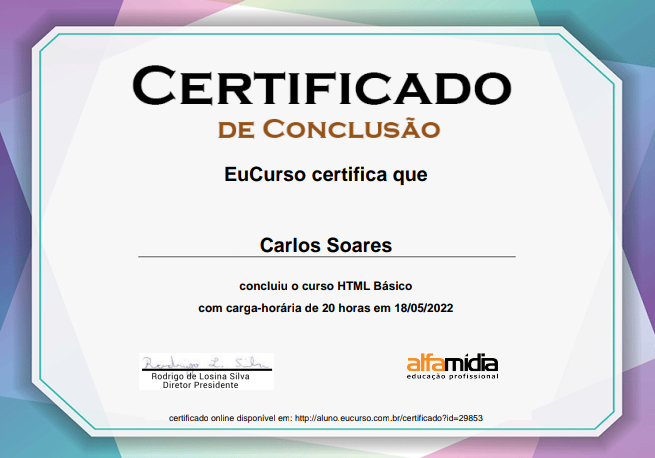 CERTIFICADO
DE CONCLUSÃO
EuCurso certifica que
Carlos Soares
concluiu o curso HTML Básico
com carga-horária de 20 horas em 18/05/2022
Rodrigo L. Silva
Rodrigo de Losina Silva
Diretor Presidente
alfamídia
educação profissional
certificado online disponível em: http://aluno.eucurso.com.br/certificado?id=29853